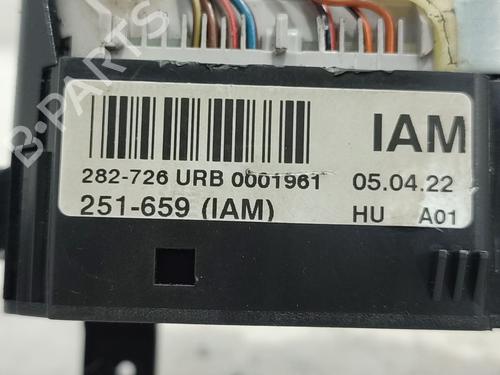 IAM
282-726 URB 0001961 05.04.22
251-659 (IAM) HU A01
B-PARTS